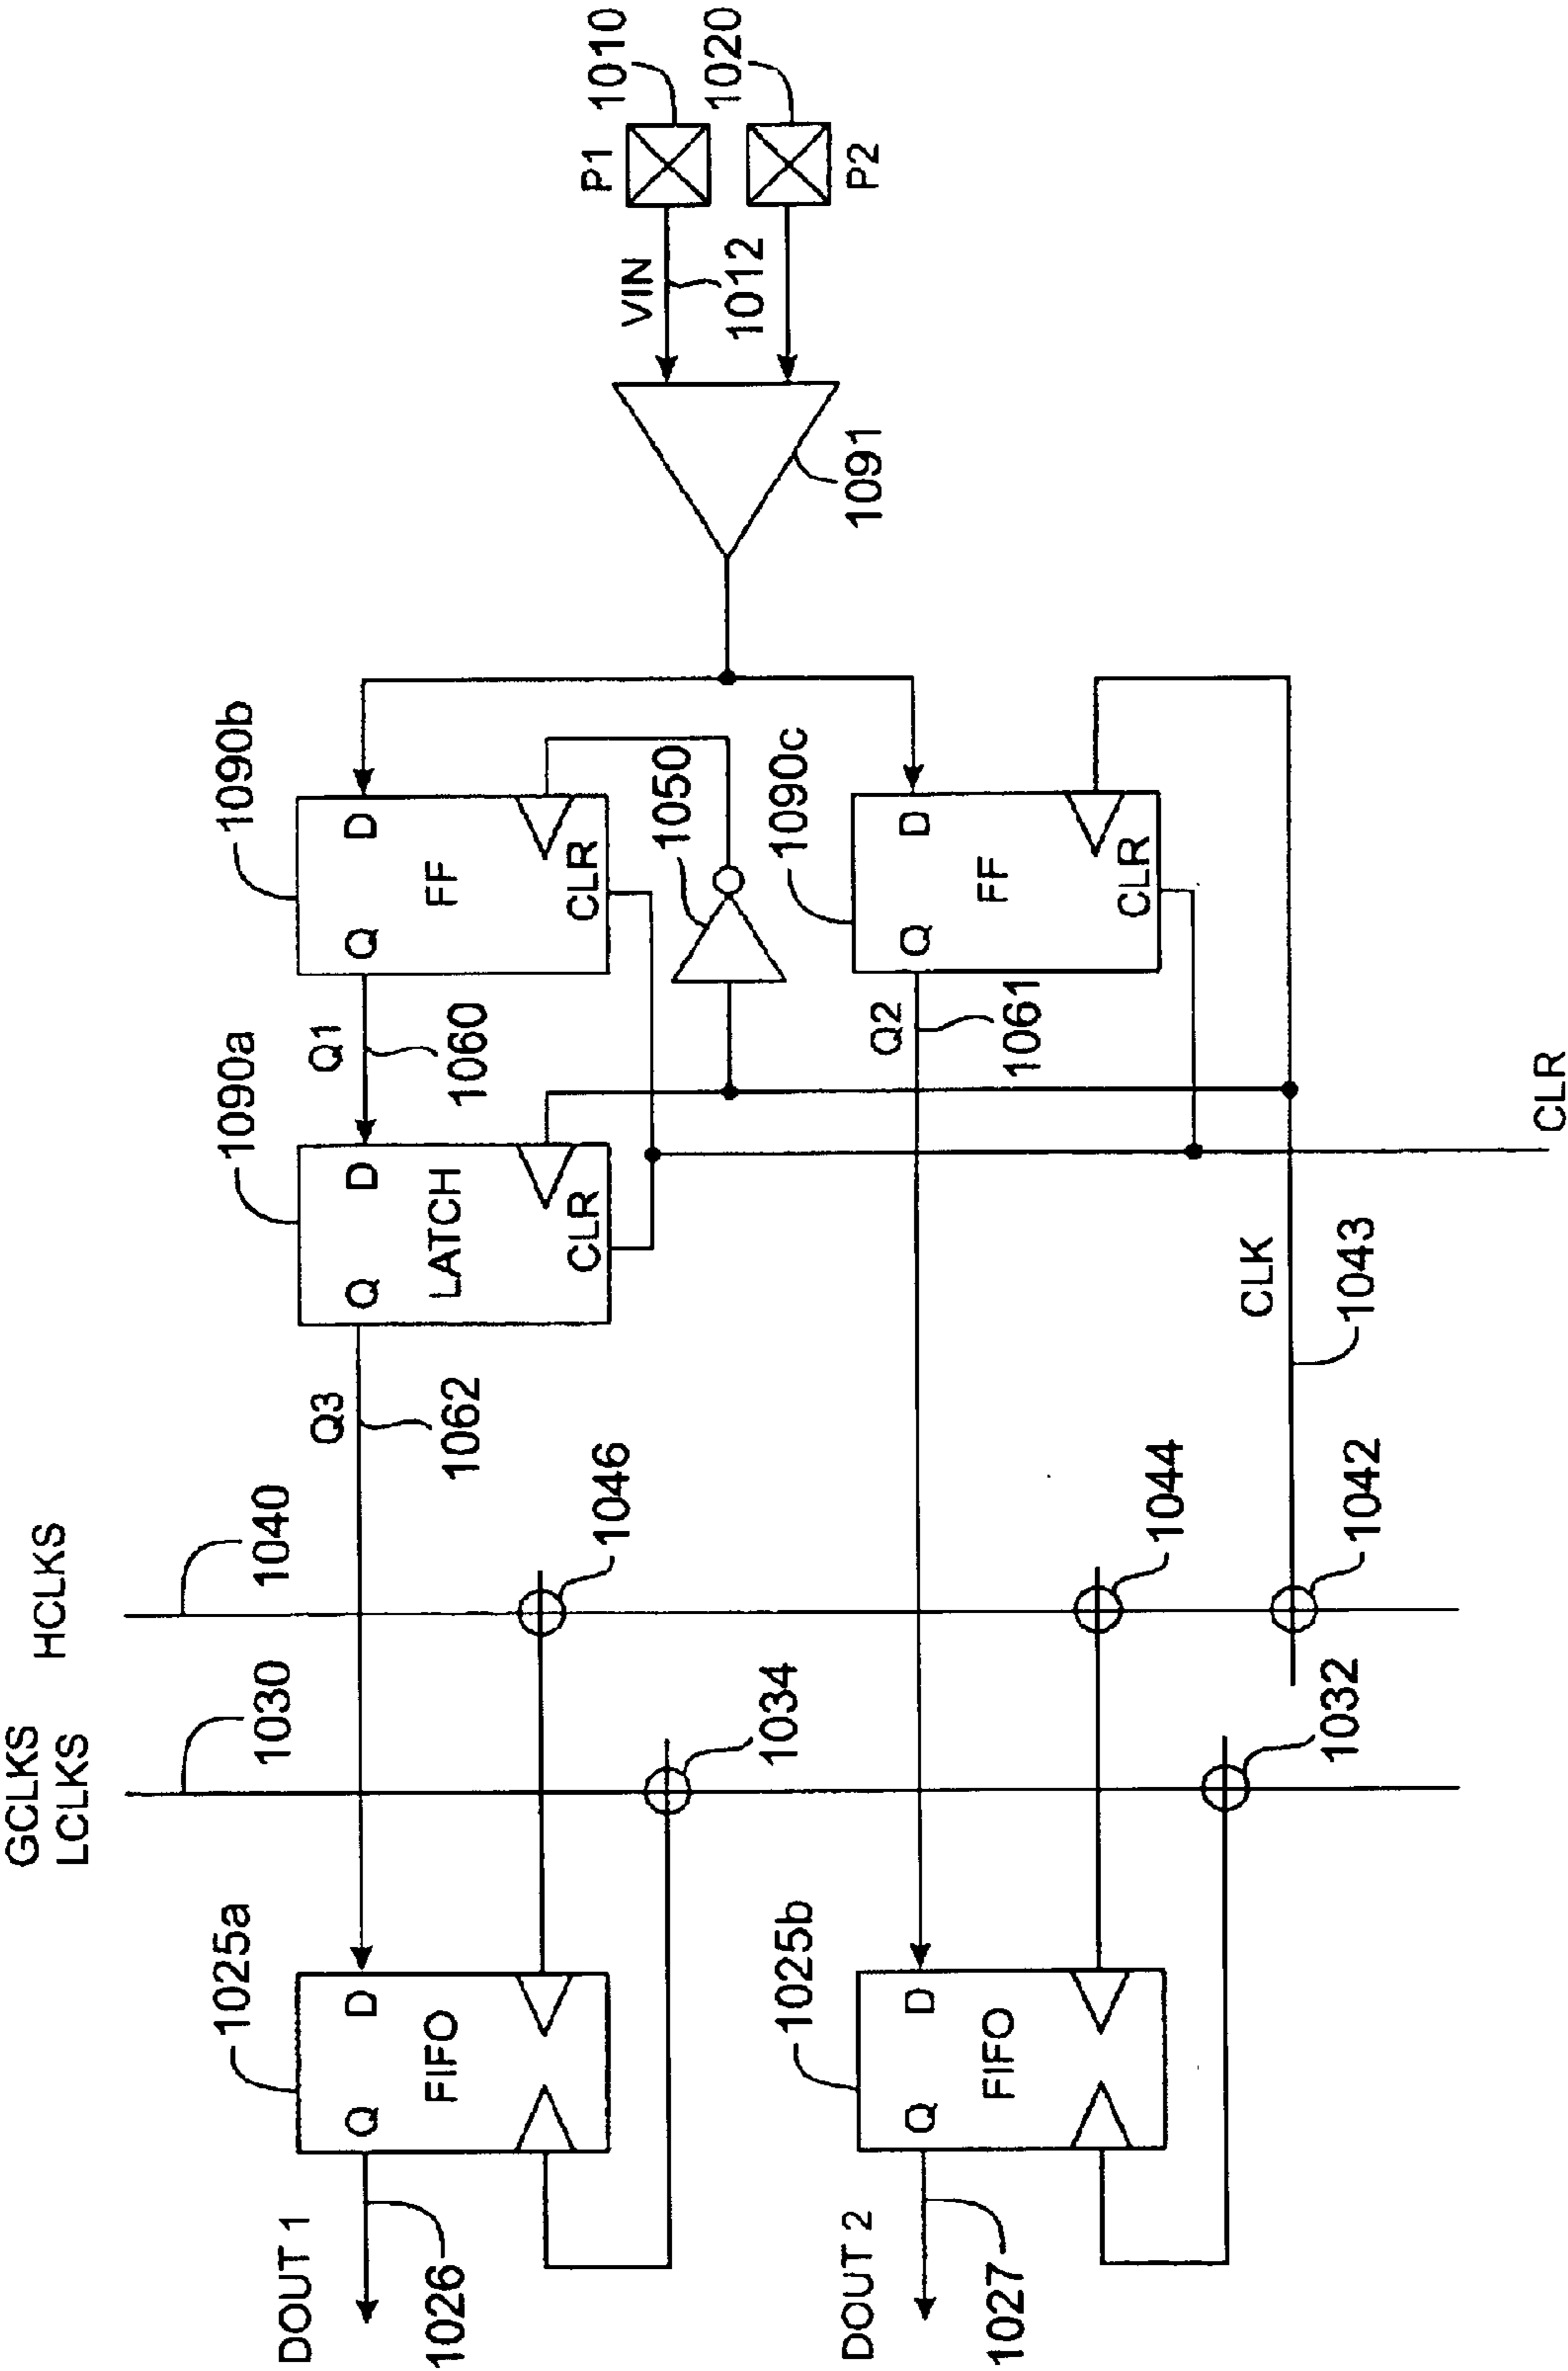 GCLKS
LCLKS
HCLKS
1030
1040
DOUT 1
1026
1025a
Q
D
FIFO
1034
1046
Q3
1062
1090a
Q
D
LATCH
CLR
Q1
1060
1090b
Q
D
FF
CLR
1050
1091
VIN
1012
P1
1010
P2
1020
DOUT 2
1027
1025b
Q
D
FIFO
1032
1044
1042
Q2
1061
1090c
Q
D
FF
CLR
CLK
1043
CLR